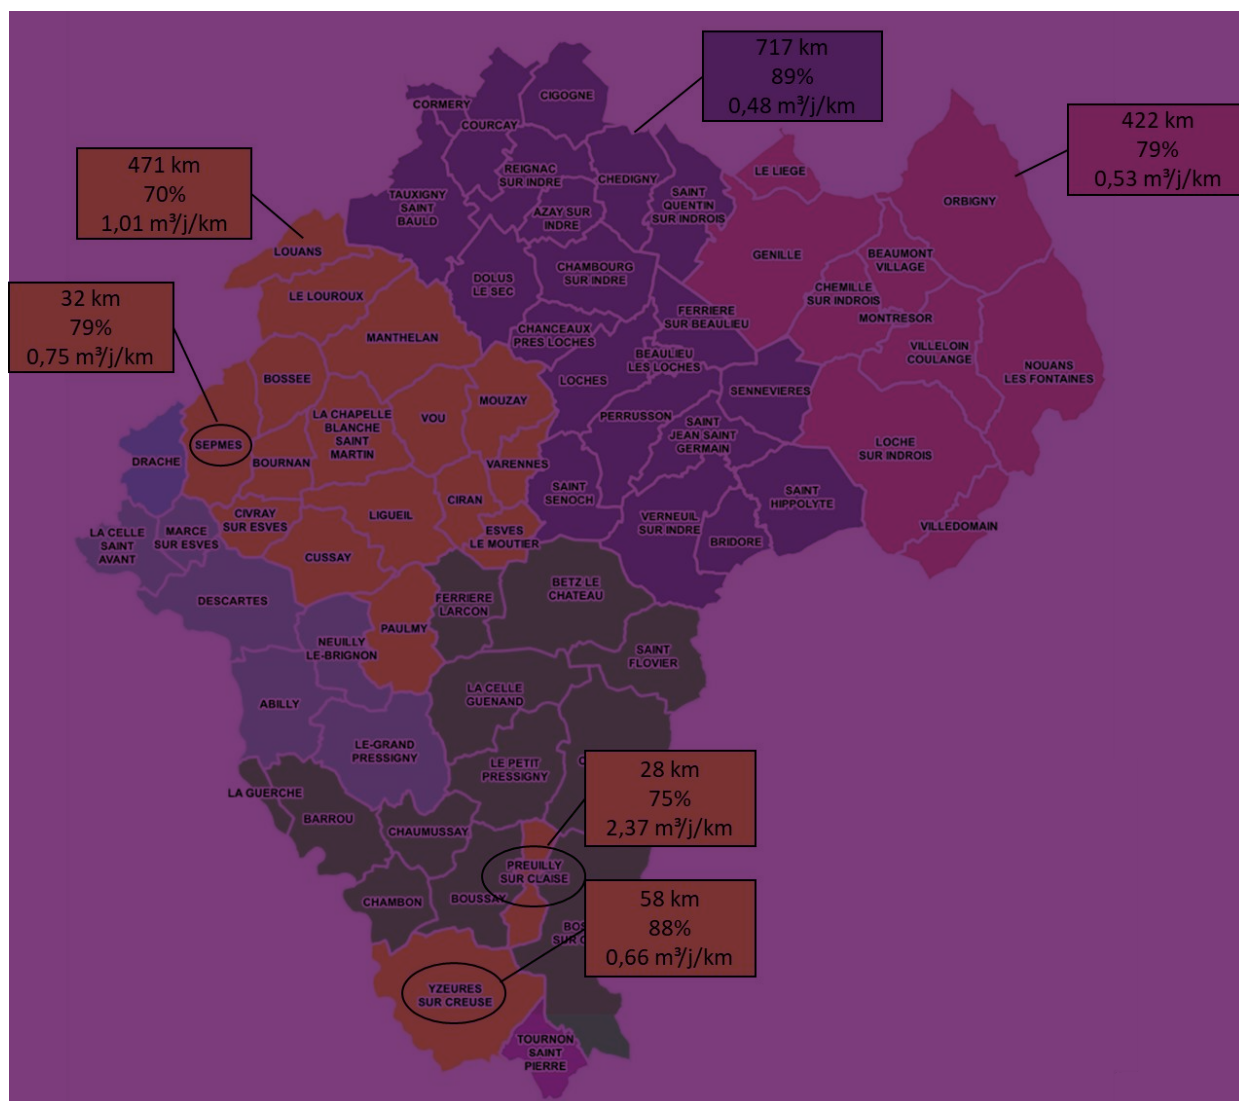 717 km
89%
0,48 m³/j/km
422 km
79%
0,53 m³/j/km
471 km
70%
1,01 m³/j/km
32 km
79%
0,75 m³/j/km
CORMERY
CIGOGNE
COURCAY
REIGNAC
SUR INDRE
CHEDIGNY
TAUXIGNY
SAINT
BAULD
AZAY SUR
INDRE
SAINT
QUENTIN
SUR INDROIS
LE LIEGE
ORBIGNY
LOUANS
GENILLE
BEAUMONT
VILLAGE
DOLUS
LE SEC
CHAMBOURG
SUR INDRE
LE LOUROUX
CHEMILLE
SUR INDROIS
FERRIERE
SUR BEAULIEU
MONTRESOR
MANTHELAN
CHANCEAUX
PRES LOCHES
VILLELOIN
COULANGE
BEAULIEU
LES LOCHES
NOUANS
LES FONTAINES
BOSSEE
LOCHES
SENNEVIERES
MOUZAY
LA CHAPELLE
BLANCHE
SAINT
MARTIN
VOU
PERRUSSON
SAINT
JEAN SAINT
GERMAIN
SEPMES
LOCHE
SUR INDROIS
DRACHE
BOURNAN
VARENNES
SAINT
SENOCH
SAINT
HIPPOLYTE
CIRAN
CIVRAY
SUR ESVES
LIGUEIL
VERNEUIL
SUR INDRE
VILLEDOMAIN
LA CELLE
SAINT
AVANT
MARCE
SUR ESVES
ESVES
LE MOUTIER
BRIDORE
CUSSAY
BETZ LE
CHATEAU
DESCARTES
FERRIERE
LARCON
PAULMY
NEUILLY
LE-BRIGNON
SAINT
FLOVIER
LA CELLE
GUENAND
ABILLY
LE-GRAND
PRESSIGNY
LE PETIT
PRESSIGNY
28 km
75%
2,37 m³/j/km
LA GUERCHE
BARROU
CHAUMUSSAY
PREUILLY
SUR CLAISE
CHAMBON
BOUSSAY
58 km
88%
0,66 m³/j/km
YZEURES
SUR CREUSE
TOURNON
SAINT
PIERRE